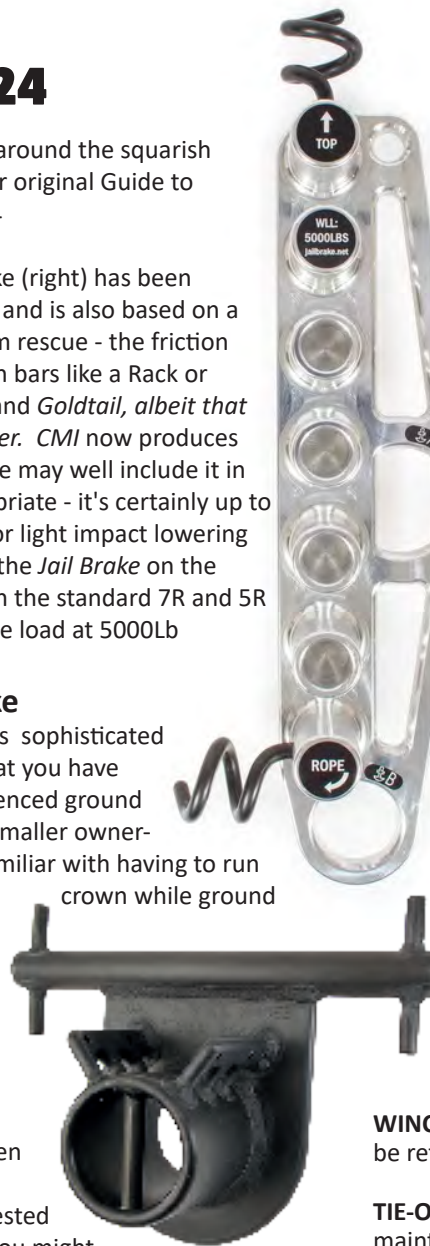 24
around the squarish
r original Guide to
TOP
WLL:
5000LBS
jailbrake.net
ke (right) has been
and is also based on a
m rescue - the friction
n bars like a Rack or
and Goldtail, albeit that
er. CMI now produces
e may well include it in
priate - it's certainly up to
or light impact lowering
the Jail Brake on the
n the standard 7R and 5R
e load at 5000Lb
ke
s sophisticated
at you have
enced ground
maller owner-
miliar with having to run
crown while ground
ROPE
B
en
ested
ou might
WINC
be re
TIE-O
maint